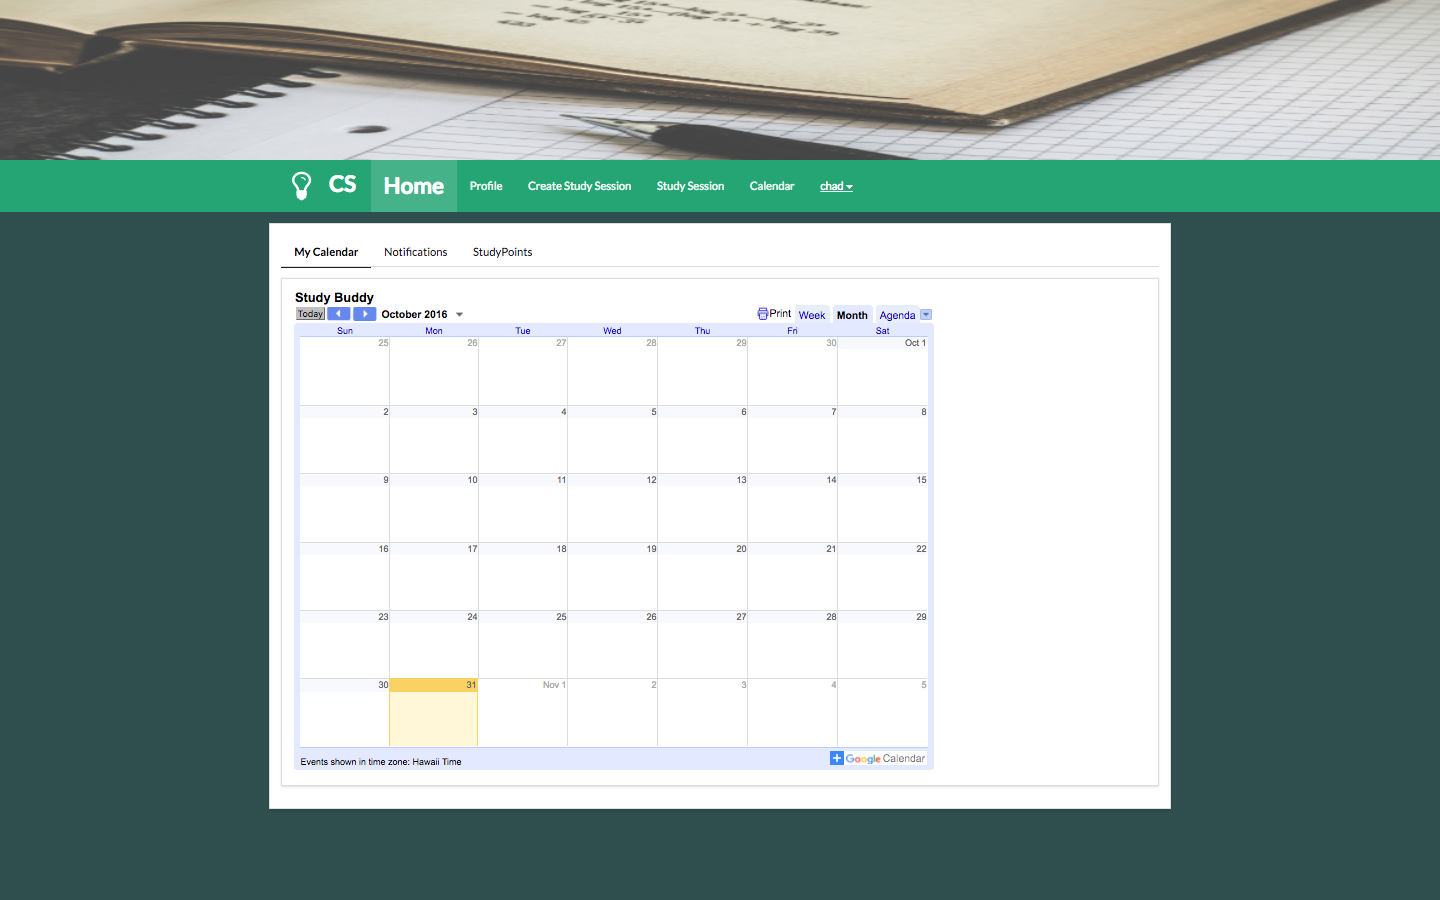 CS Home Profile Create Study Session Study Session Calendar chad
My Calendar Notifications StudyPoints
Study Buddy
Today October 2016 Print Week Month Agenda
Sun Mon Tue Wed Thu Fri Sat
25 26 27 28 29 30 Oct 1
2 3 4 5 6 7 8
9 10 11 12 13 14 15
16 17 18 19 20 21 22
23 24 25 26 27 28 29
30 31 Nov 1 2 3 4 5
Events shown in time zone: Hawaii Time
Google Calendar